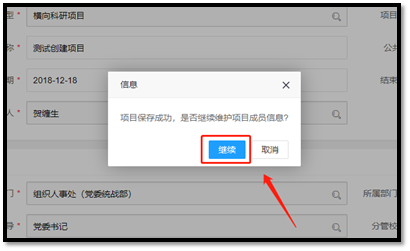 型 * 横向科研项目 项目
称 * 测试创建项目 公共
期 * 2018-12-18 结束
信息
项目保存成功，是否继续维护项目成员信息?
人 * 贺隆生
继续 取消
门 * 组织人事处（党委统战部） 所属部门
导 * 党委书记 分管校